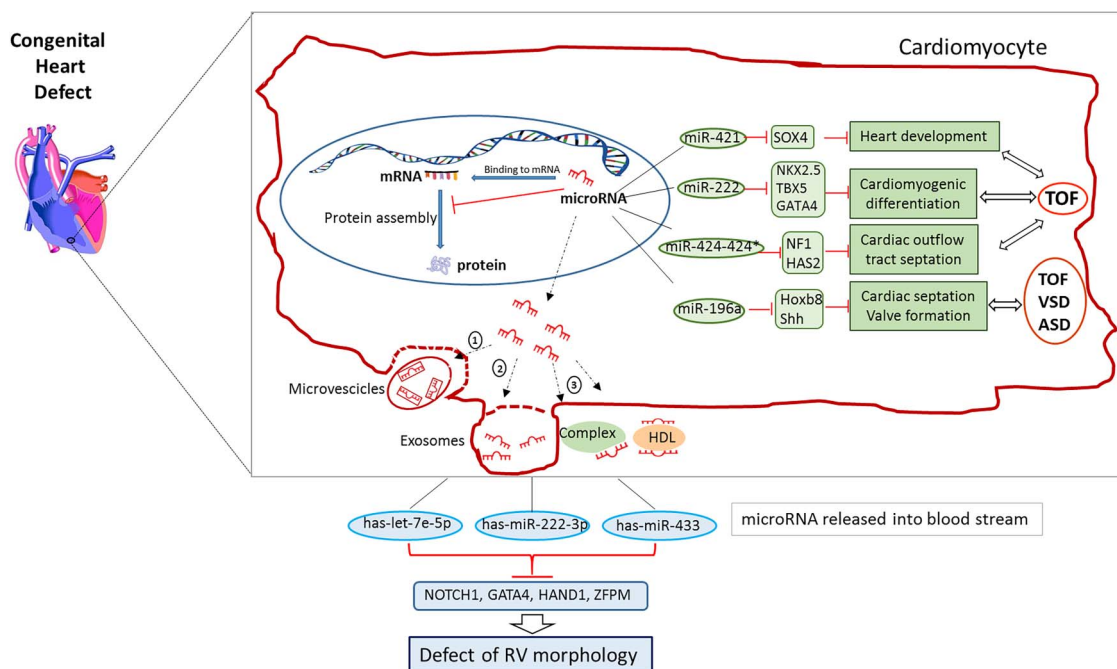 Congenital
Heart
Defect
Cardiomyocyte
mRNA
Binding to mRNA
microRNA
Protein assembly
protein
miR-421
SOX4
Heart development
miR-222
NKX2.5
TBX5
GATA4
Cardiomyogenic
differentiation
TOF
miR-424-424*
NF1
HAS2
Cardiac outflow
tract septation
miR-196a
Hoxb8
Shh
Cardiac septation
Valve formation
TOF
VSD
ASD
1
2
3
Microvescicles
Exosomes
Complex
HDL
has-let-7e-5p
has-miR-222-3p
has-miR-433
microRNA released into blood stream
NOTCH1, GATA4, HAND1, ZFPM
Defect of RV morphology